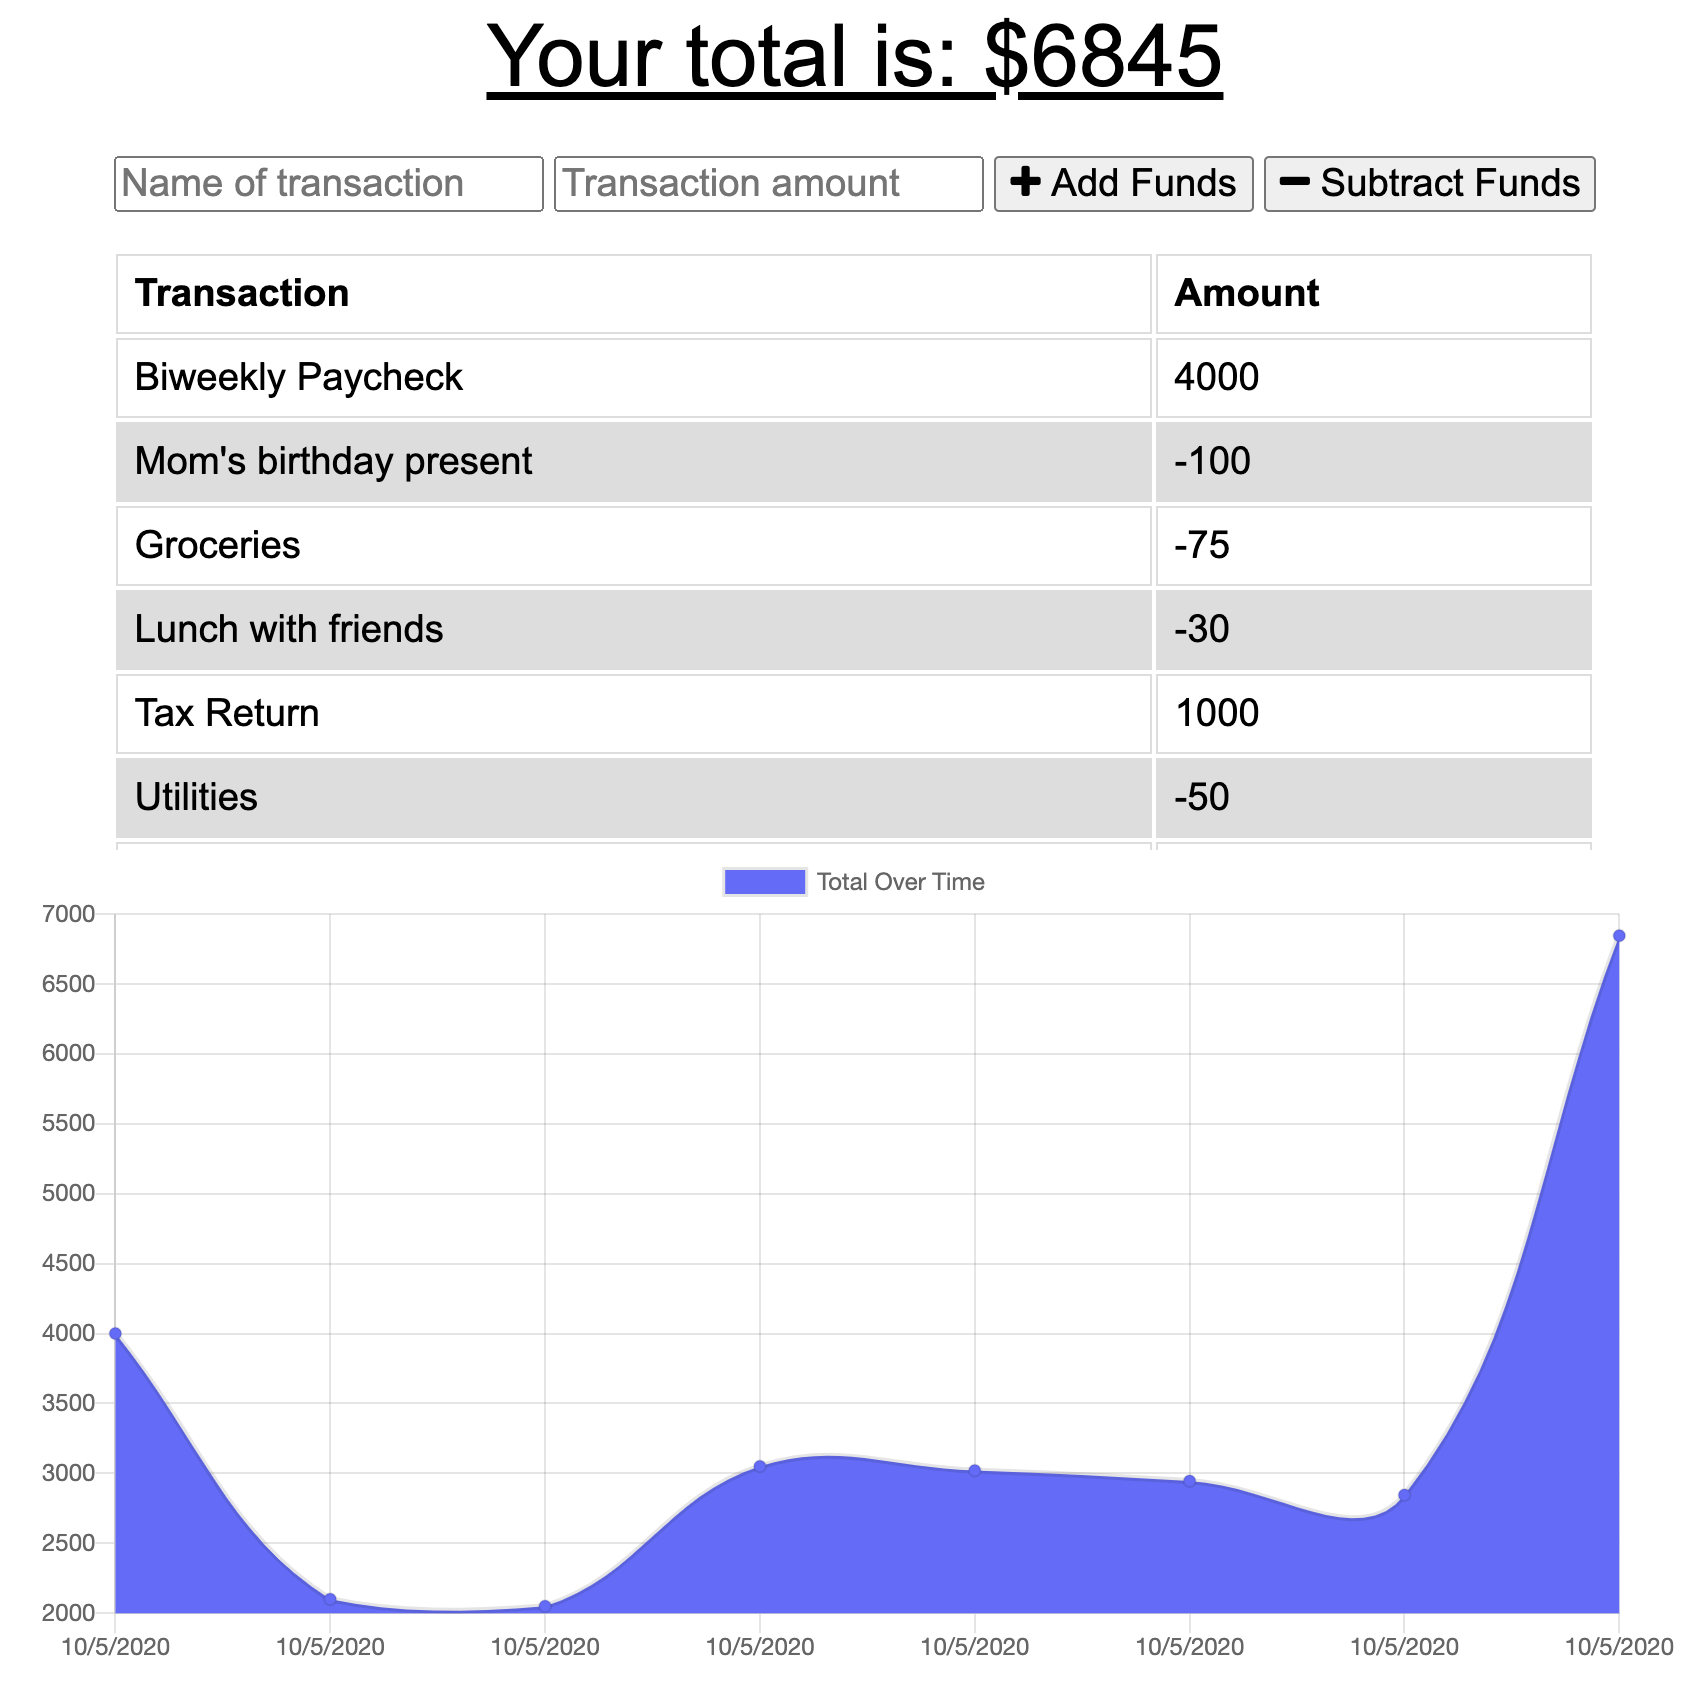 Your total is: $6845
Name of transaction Transaction amount + Add Funds − Subtract Funds
Transaction Amount
Biweekly Paycheck 4000
Mom's birthday present -100
Groceries -75
Lunch with friends -30
Tax Return 1000
Utilities -50
Total Over Time
7000
6500
6000
5500
5000
4500
4000
3500
3000
2500
2000
10/5/2020 10/5/2020 10/5/2020 10/5/2020 10/5/2020 10/5/2020 10/5/2020 10/5/2020